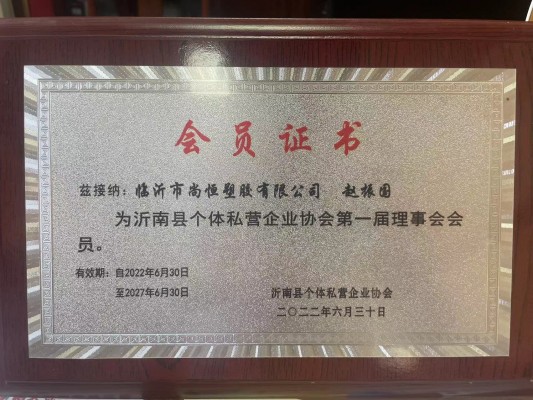 会员证书
兹接纳：临沂市尚恒塑胶有限公司 赵振国
为沂南县个体私营企业协会第一届理事会会
员。
有效期：自2022年6月30日
至2027年6月30日
沂南县个体私营企业协会
二〇二二年六月三十日